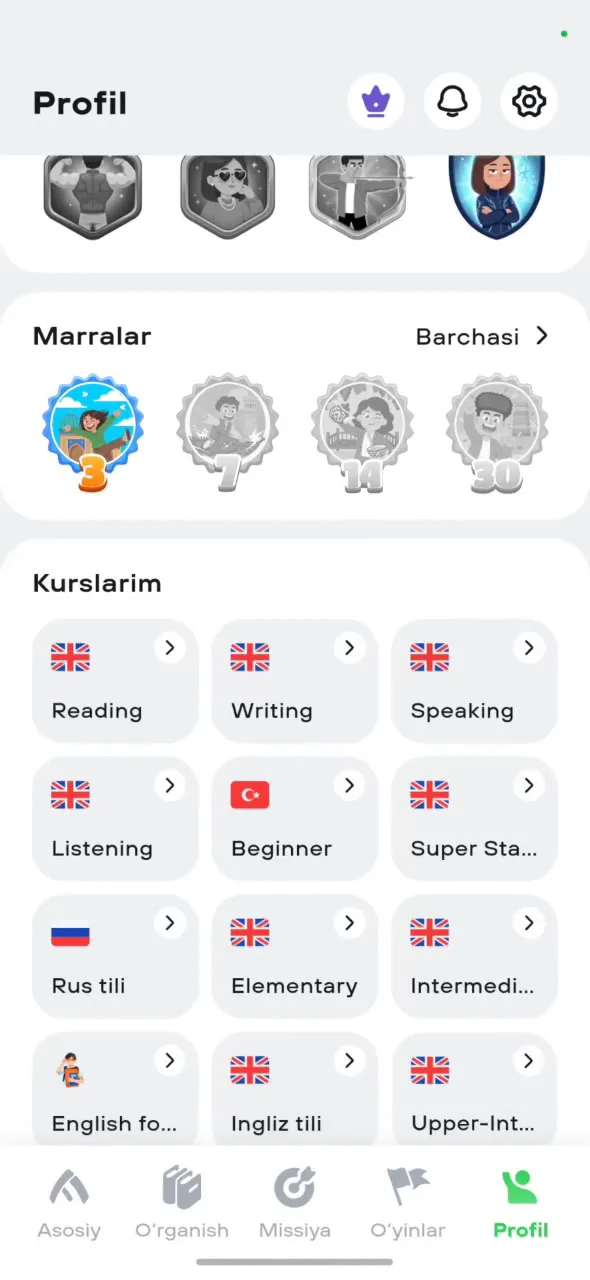 Profil
Marralar
Barchasi
3
7
14
30
Kurslarim
Reading
Writing
Speaking
Listening
Beginner
Super Sta...
Rus tili
Elementary
Intermedi...
English fo...
Ingliz tili
Upper-Int...
Asosiy
O'rganish
Missiya
O'yinlar
Profil